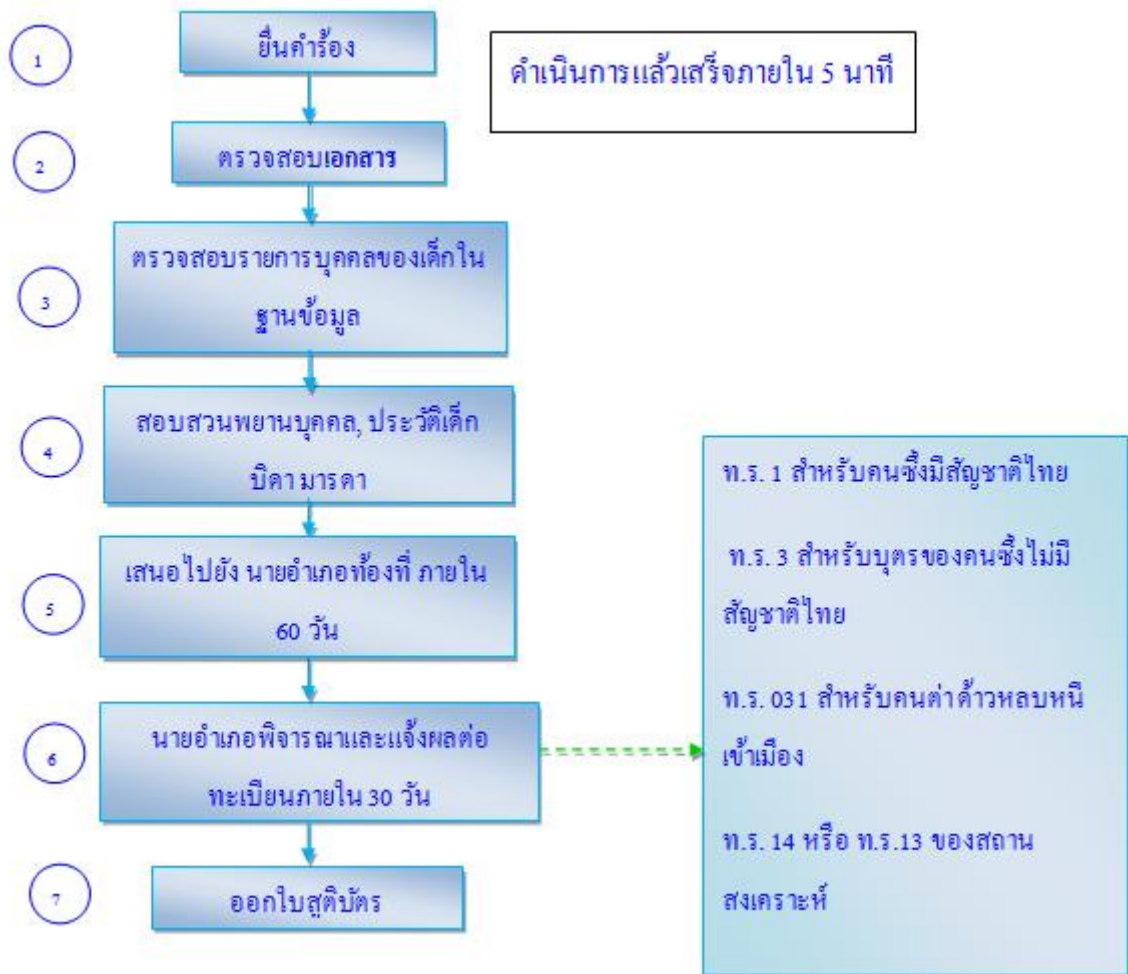 1
ยื่นคำร้อง
ดำเนินการแล้วเสร็จภายใน 5 นาที
2
ตรวจสอบเอกสาร
3
ตรวจสอบรายการบุคคลของเด็กใน
ฐานข้อมูล
4
สอบสวนพยานบุคคล, ประวัติเด็ก
บิดา มารดา
5
เสนอไปยัง นายอำเภอท้องที่ ภายใน
60 วัน
6
นายอำเภอพิจารณาและแจ้งผลต่อ
ทะเบียนภายใน 30 วัน
7
ออกใบสูติบัตร
ท.ร. 1 สำหรับคนซึ่งมีสัญชาติไทย
ท.ร. 3 สำหรับบุตรของคนซึ่งไม่มี
สัญชาติไทย
ท.ร. 031 สำหรับคนต่าด้าวหลบหนี
เข้าเมือง
ท.ร. 14 หรือ ท.ร.13 ของสถาน
สงเคราะห์